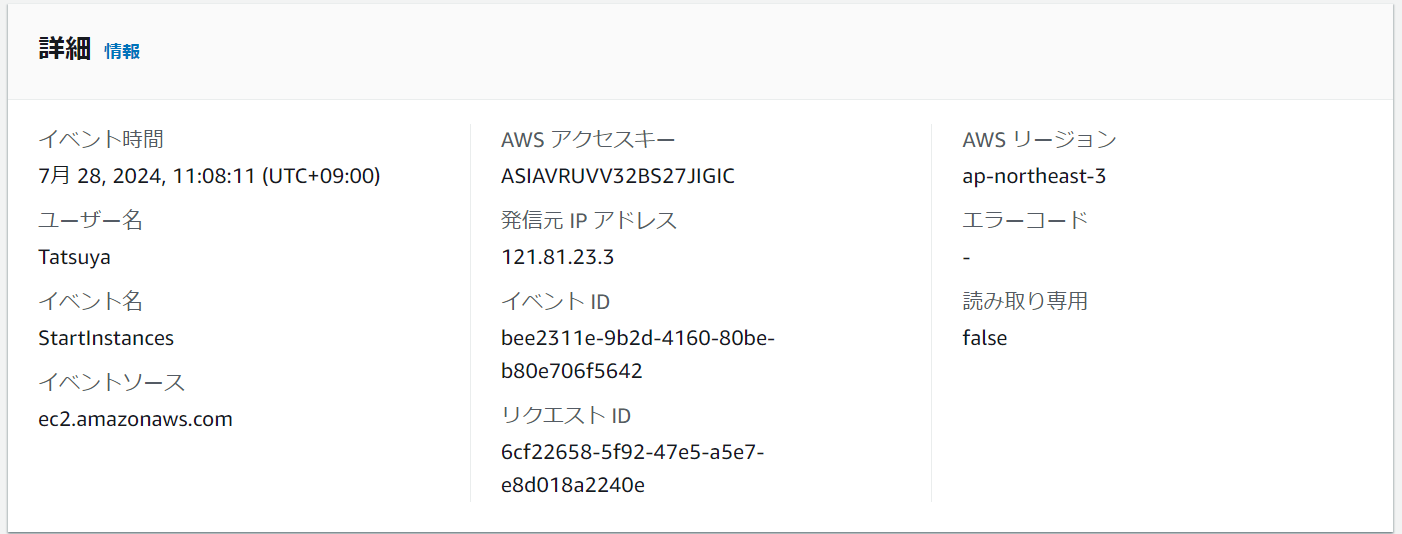 詳細 情報
イベント時間
7月 28, 2024, 11:08:11 (UTC+09:00)
ユーザー名
Tatsuya
イベント名
StartInstances
イベントソース
ec2.amazonaws.com
AWS アクセスキー
ASIAVRUVV32BS27JIGIC
発信元 IP アドレス
121.81.23.3
イベント ID
bee2311e-9b2d-4160-80be-
b80e706f5642
リクエスト ID
6cf22658-5f92-47e5-a5e7-
e8d018a2240e
AWS リージョン
ap-northeast-3
エラーコード
-
読み取り専用
false